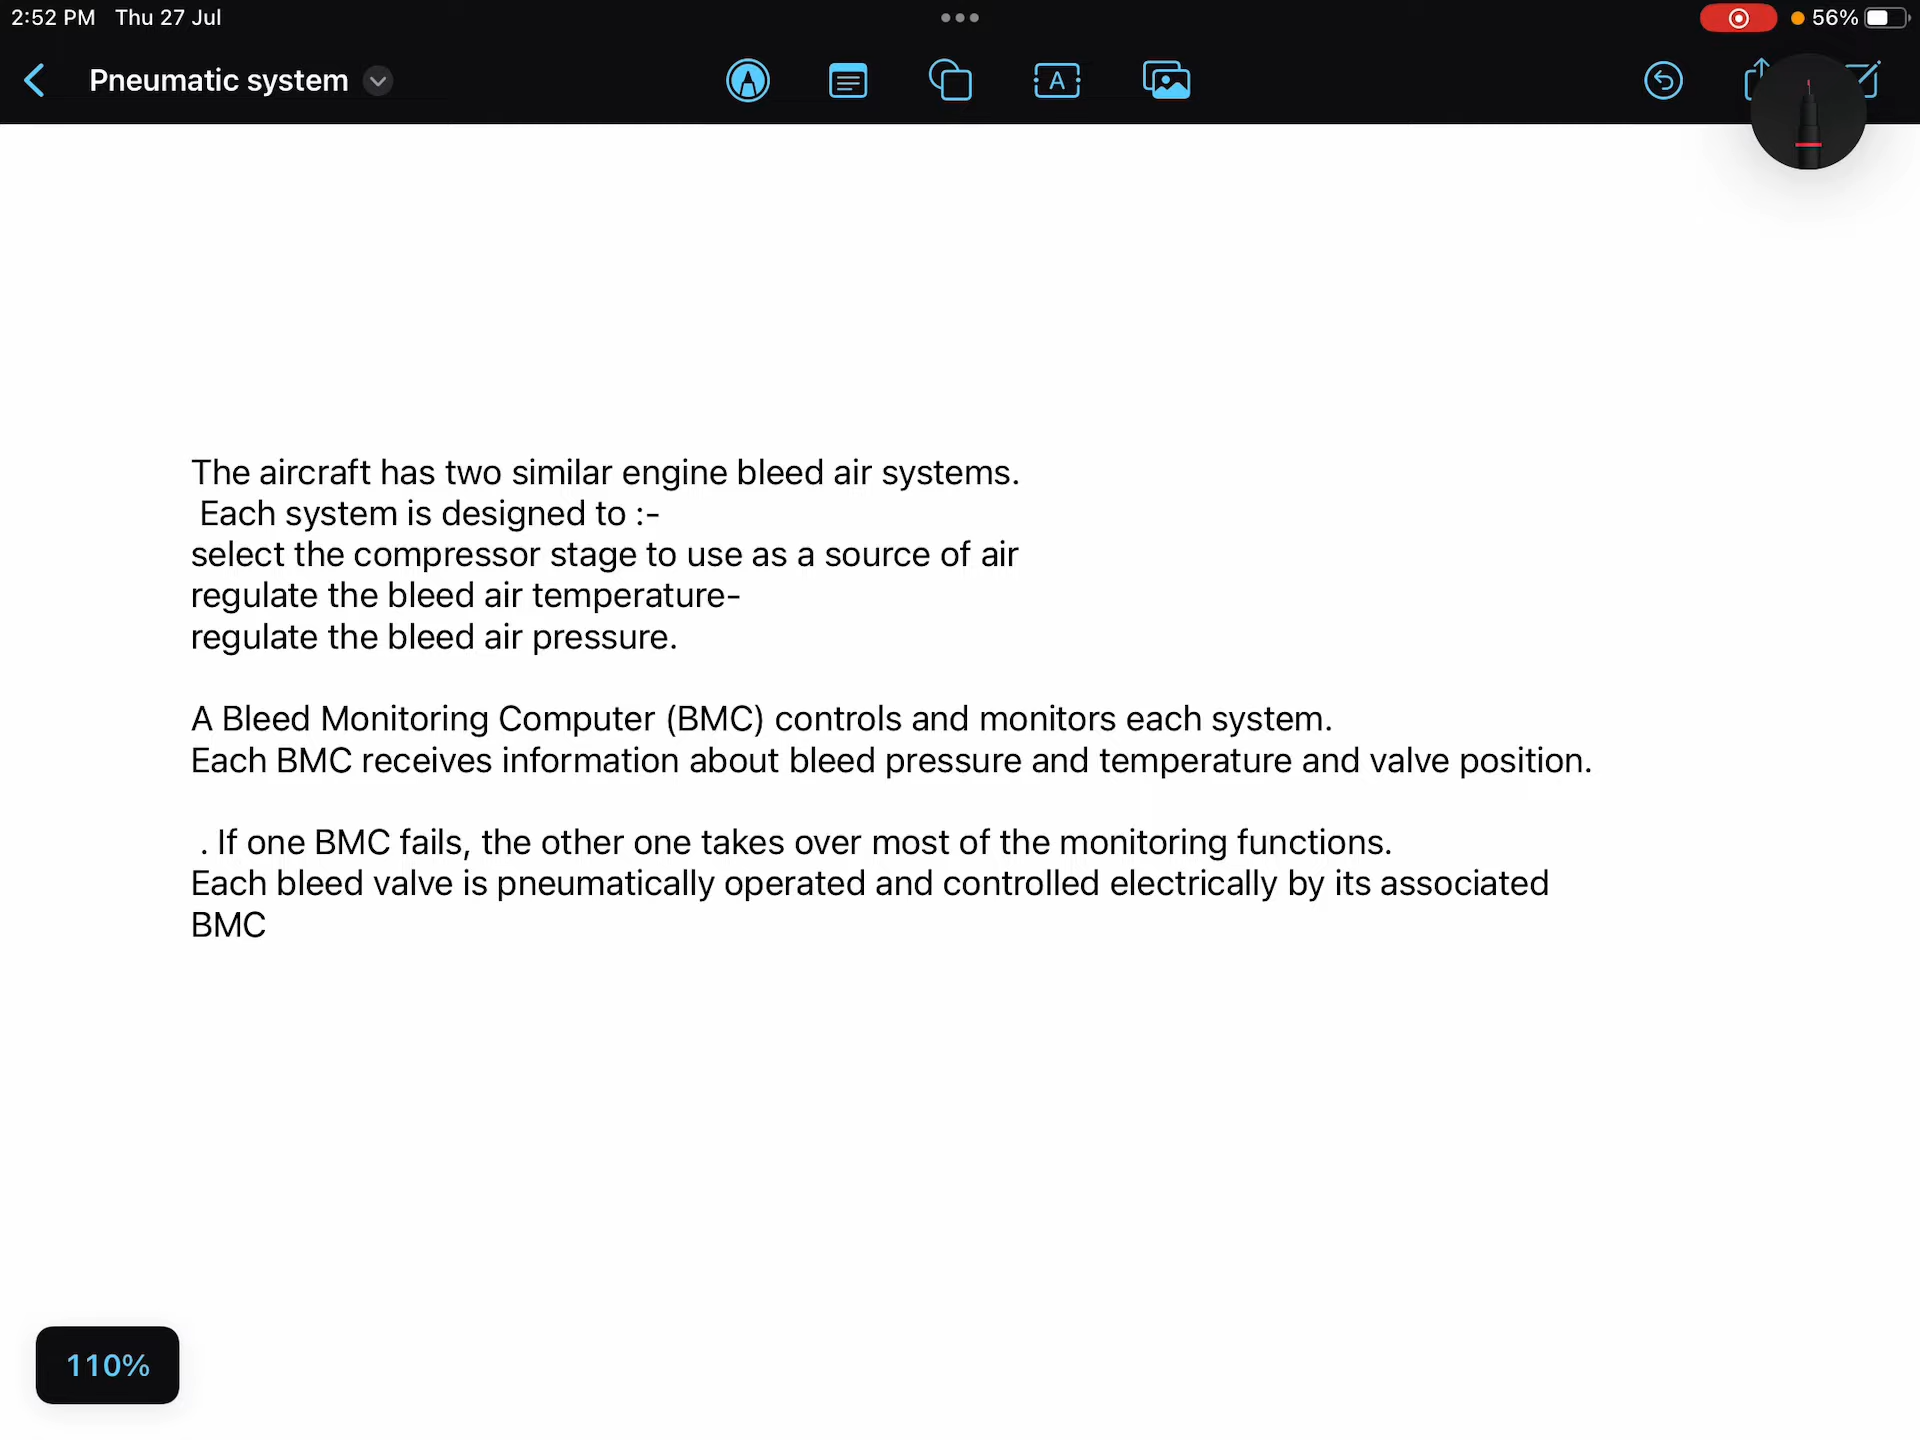 2:52 PM Thu 27 Jul
56%
Pneumatic system
A
The aircraft has two similar engine bleed air systems.
Each system is designed to :-
select the compressor stage to use as a source of air
regulate the bleed air temperature-
regulate the bleed air pressure.
A Bleed Monitoring Computer (BMC) controls and monitors each system.
Each BMC receives information about bleed pressure and temperature and valve position.
. If one BMC fails, the other one takes over most of the monitoring functions.
Each bleed valve is pneumatically operated and controlled electrically by its associated
BMC
110%